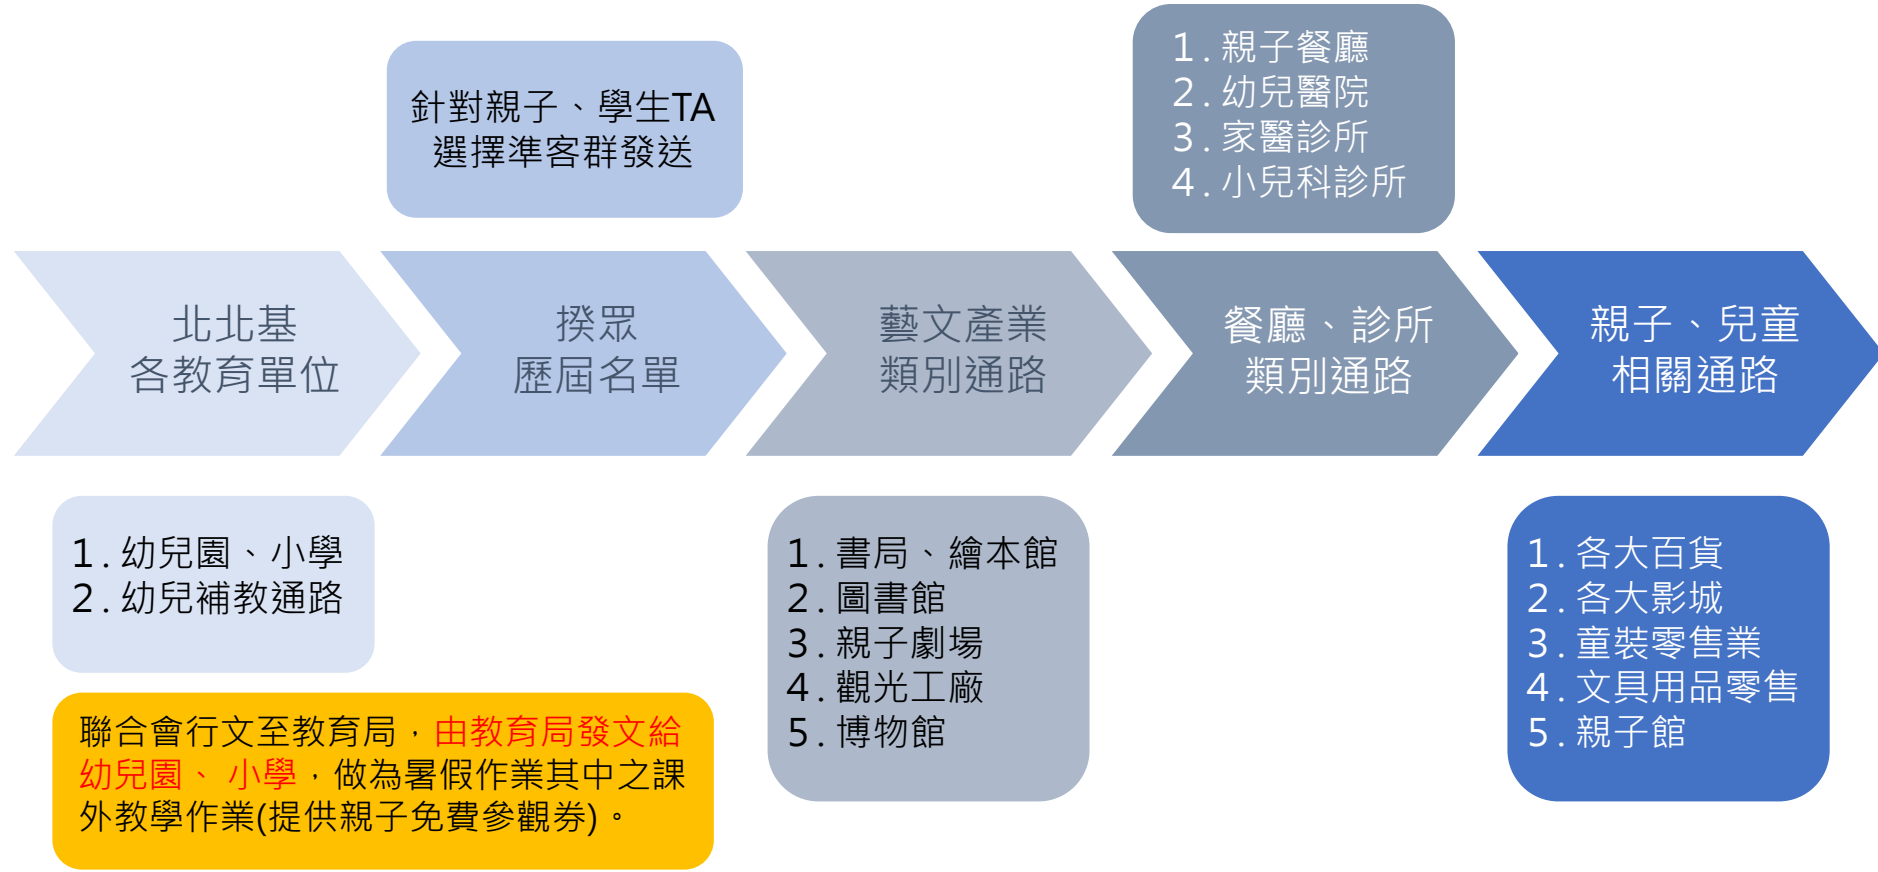 針對親子、學生TA
選擇準客群發送
1.親子餐廳
2.幼兒醫院
3.家醫診所
4.小兒科診所
北北基
各教育單位
揆眾
歷屆名單
藝文產業
類別通路
餐廳、診所
類別通路
親子、兒童
相關通路
1.幼兒園、小學
2.幼兒補教通路
聯合會行文至教育局，由教育局發文給
幼兒園、 小學，做為暑假作業其中之課
外教學作業(提供親子免費參觀券)。
1.書局、繪本館
2.圖書館
3.親子劇場
4.觀光工廠
5.博物館
1.各大百貨
2.各大影城
3.童裝零售業
4.文具用品零售
5.親子館